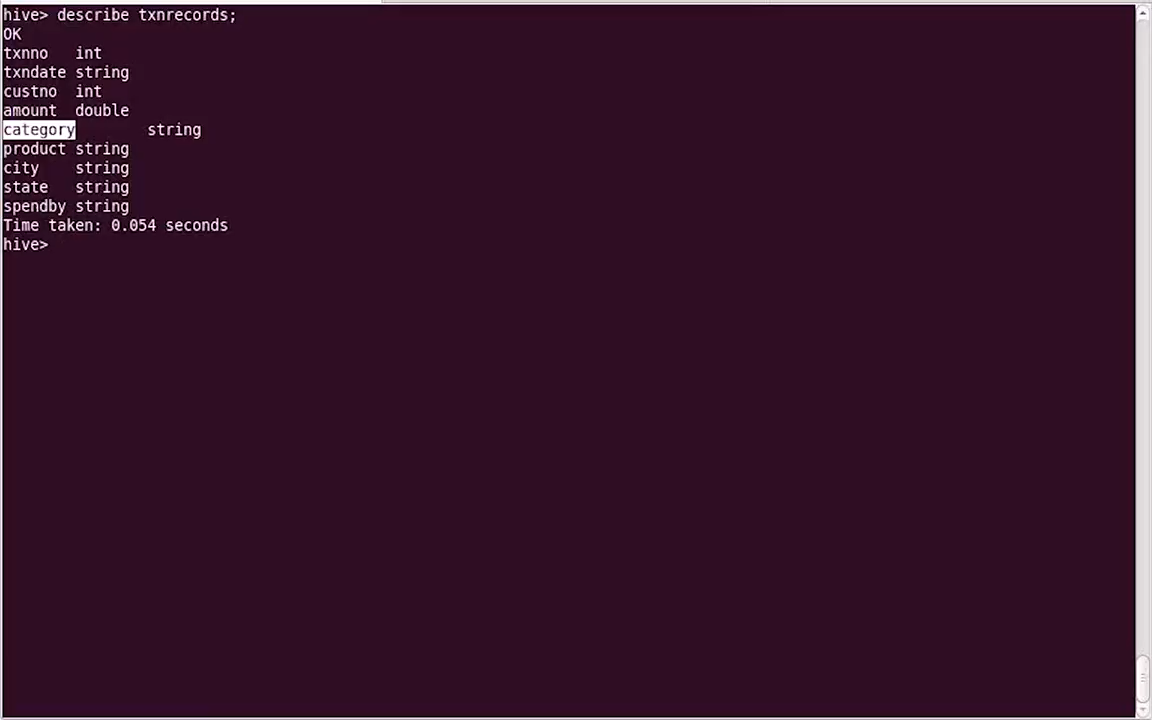 hive> describe txnrecords;
OK
txnno   int
txndate string
custno  int
amount  double
category        string
product string
city    string
state   string
spendby string
Time taken: 0.054 seconds
hive>